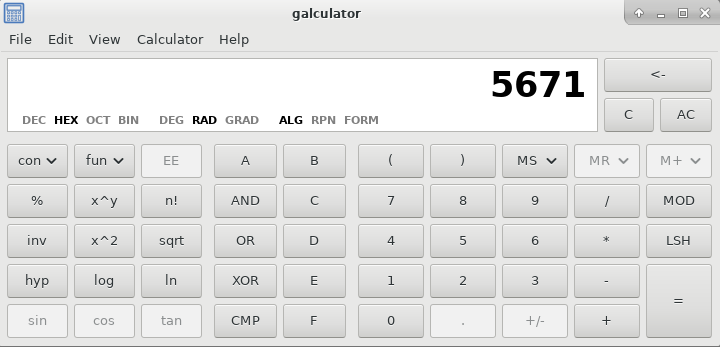 galculator
File Edit View Calculator Help
5671
DEC HEX OCT BIN DEG RAD GRAD ALG RPN FORM
<-
C AC
con fun EE A B ( ) MS MR M+
% x^y n! AND C 7 8 9 / MOD
inv x^2 sqrt OR D 4 5 6 * LSH
hyp log ln XOR E 1 2 3 - =
sin cos tan CMP F 0 . +/- +